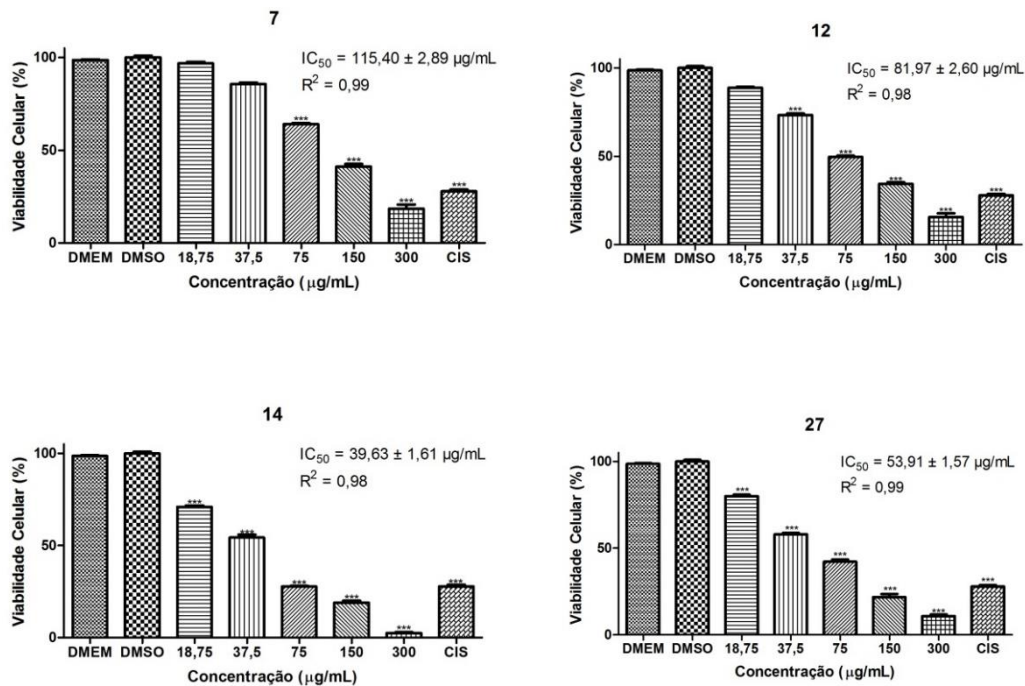 7
IC50 = 115,40 ± 2,89 µg/mL
R2 = 0,99
Viabilidade Celular (%)
100
50
0
***
***
***
***
DMEM DMSO 18,75 37,5 75 150 300 CIS
Concentração (µg/mL)
12
IC50 = 81,97 ± 2,60 µg/mL
R2 = 0,98
Viabilidade Celular (%)
100
50
0
***
***
***
***
***
DMEM DMSO 18,75 37,5 75 150 300 CIS
Concentração (µg/mL)
14
IC50 = 39,63 ± 1,61 µg/mL
R2 = 0,98
Viabilidade Celular (%)
100
50
0
***
***
***
***
***
***
DMEM DMSO 18,75 37,5 75 150 300 CIS
Concentração (µg/mL)
27
IC50 = 53,91 ± 1,57 µg/mL
R2 = 0,99
Viabilidade Celular (%)
100
50
0
***
***
***
***
***
***
DMEM DMSO 18,75 37,5 75 150 300 CIS
Concentração (µg/mL)